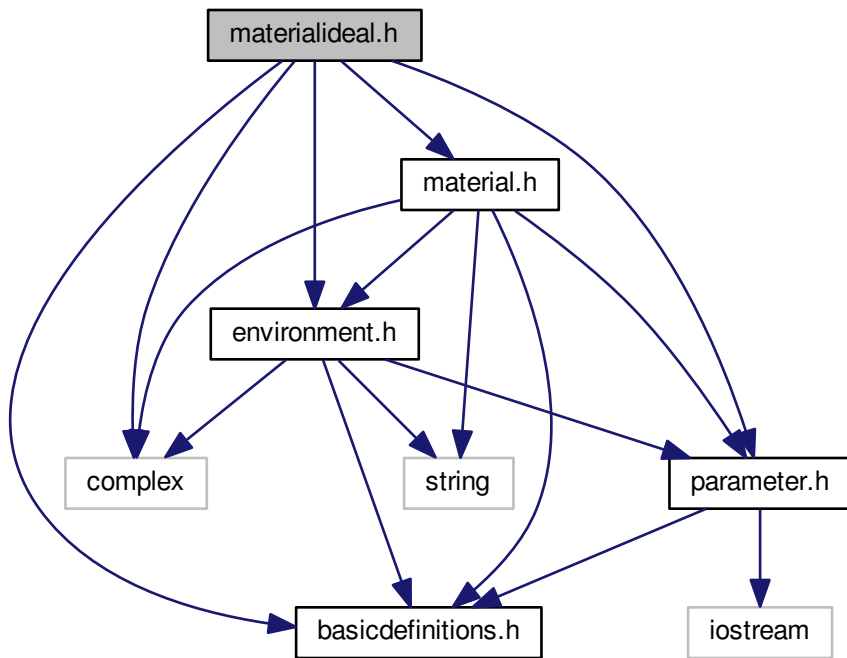 materialideal.h
material.h
environment.h
complex
string
parameter.h
basicdefinitions.h
iostream